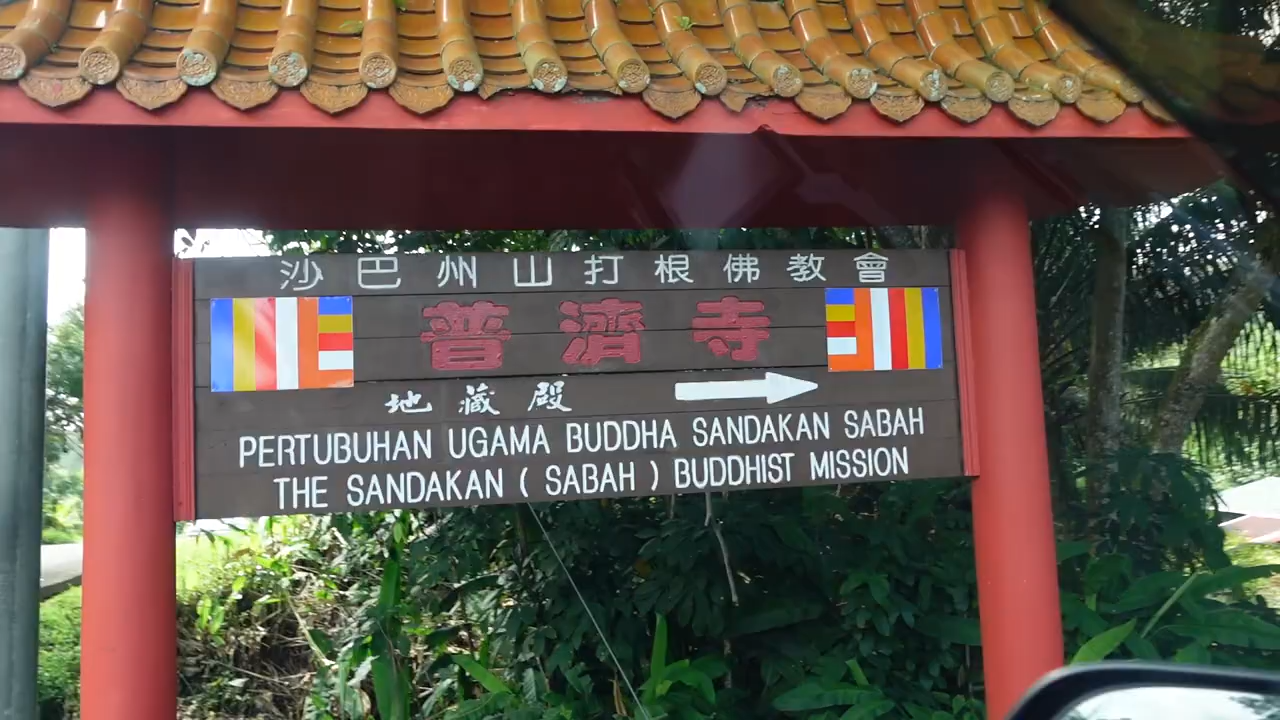 沙巴州山打根佛教會
普濟寺
地藏殿
PERTUBUHAN UGAMA BUDDHA SANDAKAN SABAH
THE SANDAKAN ( SABAH ) BUDDHIST MISSION